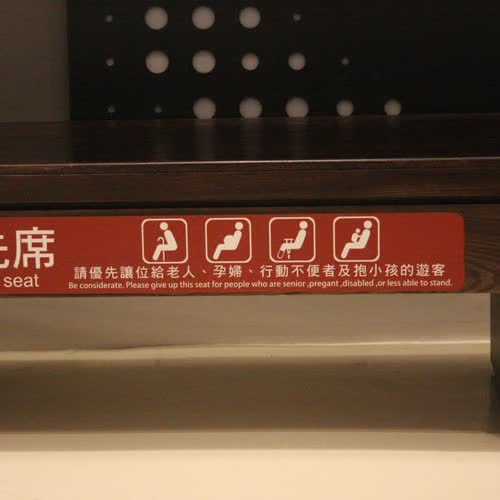 先席
seat
請優先讓位給老人、孕婦、行動不便者及抱小孩的遊客
Be considerate. Please give up this seat for people who are senior ,pregant ,disabled ,or less able to stand.